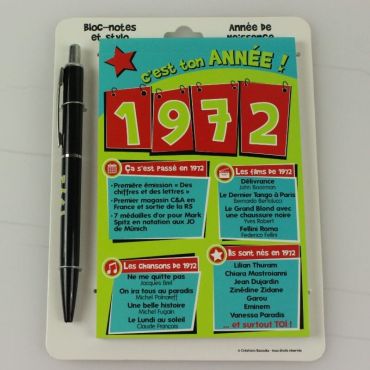 Bloc-notes
et stylo
Année de
Naissance
c'est ton ANNÉE !
1972
Ça s'est passé en 1972
• Première émission « Des
chiffres et des lettres »
• Premier magasin C&A en
France et sortie de la R5
• 7 médailles d'or pour Mark
Spitz en natation aux JO
de Münich
Les films de 1972
Délivrance
John Boorman
Le Dernier Tango à Paris
Bernardo Bertolucci
Le Grand Blond avec
une chaussure noire
Yves Robert
Fellini Roma
Federico Fellini
Les chansons de 1972
Ne me quitte pas
Jacques Brel
On ira tous au paradis
Michel Polnareff
Une belle histoire
Michel Fugain
Le Lundi au soleil
Claude François
Ils sont nés en 1972
Lilian Thuram
Chiara Mastroianni
Jean Dujardin
Zinédine Zidane
Garou
Eminem
Vanessa Paradis
... et surtout TOI !